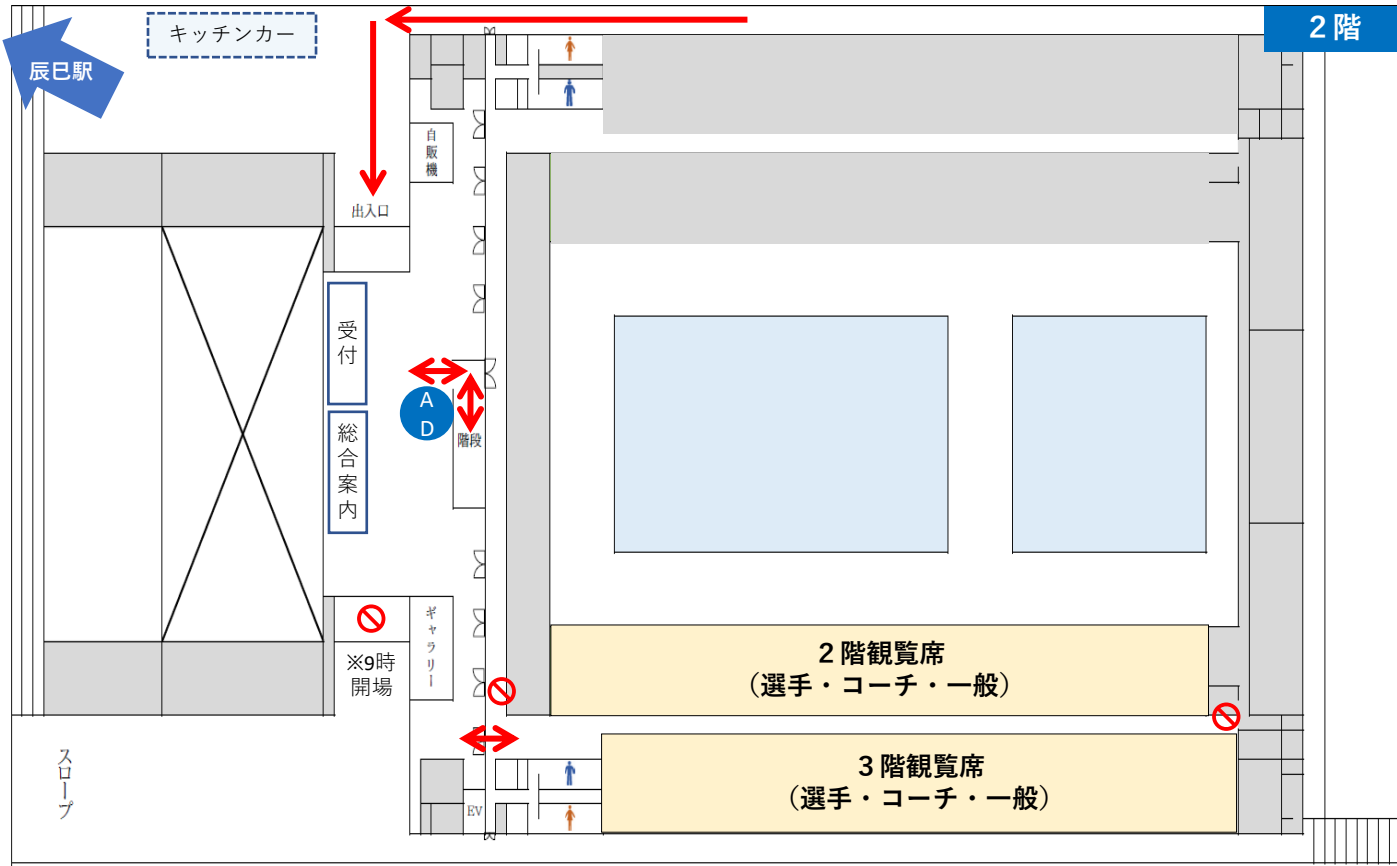 キッチンカー
2階
辰巳駅
自販機
出入口
受付
AD
階段
総合案内
ギャラリー
※9時
開場
2階観覧席
（選手・コーチ・一般）
3階観覧席
（選手・コーチ・一般）
スロープ
EV